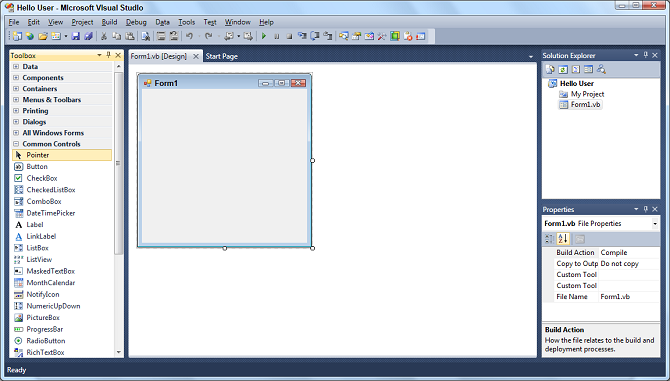 Hello User - Microsoft Visual Studio
File Edit View Project Build Debug Data Tools Test Window Help
Toolbox
Data
Components
Containers
Menus & Toolbars
Printing
Dialogs
All Windows Forms
Common Controls
Pointer
Button
CheckBox
CheckedListBox
ComboBox
DateTimePicker
Label
LinkLabel
ListBox
ListView
MaskedTextBox
MonthCalendar
NotifyIcon
NumericUpDown
PictureBox
ProgressBar
RadioButton
RichTextBox
Form1.vb [Design] Start Page
Form1
Solution Explorer
Hello User
My Project
Form1.vb
Properties
Form1.vb File Properties
Build Action Compile
Copy to Outp Do not copy
Custom Tool
Custom Tool
File Name Form1.vb
Build Action
How the file relates to the build and
deployment processes.
Ready